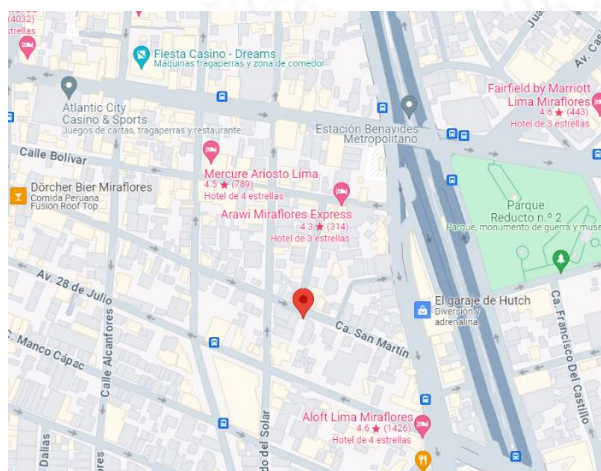 (4032)
estrellas
Fiesta Casino - Dreams
Máquinas tragaperras y zona de comedor
Atlantic City
Casino & Sports
Juegos de cartas, tragaperras y restaurante
Fairfield by Marriott
Lima Miraflores
4.6 ★ (443)
Hotel de 3 estrellas
Estación Benavides
Metropolitano
Calle Bolívar
Mercure Ariosto Lima
4.5 ★ (789)
Hotel de 4 estrellas
Dörcher Bier Miraflores
Comida Peruana
Fusión Roof Top
Arawi Miraflores Express
4.3 ★ (314)
Hotel de 3 estrellas
Parque
Reducto n.º 2
Parque, monumento de guerra y muse
Av. 28 de Julio
El garaje de Hutch
Diversión y
adrenalina
Ca. San Martín
C. Manco Cápac
Calle Alcanfores
Ca. Francisco Del Castillo
Aloft Lima Miraflores
4.6 ★ (1426)
Hotel de 4 estrellas
do del Solar
Dalias